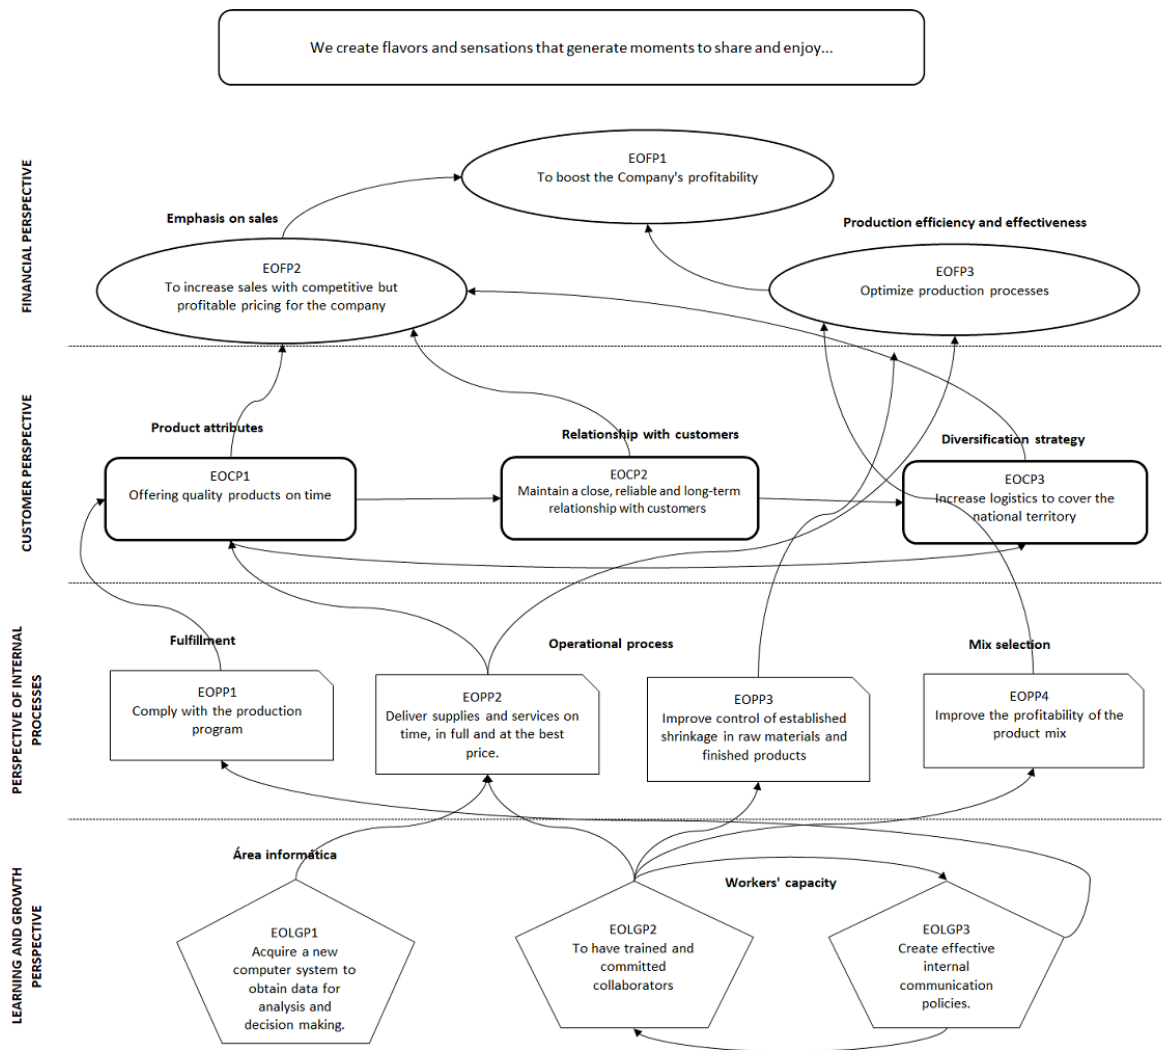 We create flavors and sensations that generate moments to share and enjoy...
FINANCIAL PERSPECTIVE
EOFP1
To boost the Company's profitability
Emphasis on sales
Production efficiency and effectiveness
EOFP2
To increase sales with competitive but
profitable pricing for the company
EOFP3
Optimize production processes
CUSTOMER PERSPECTIVE
Product attributes
Relationship with customers
Diversification strategy
EOCP1
Offering quality products on time
EOCP2
Maintain a close, reliable and long-term
relationship with customers
EOCP3
Increase logistics to cover the
national territory
PERSPECTIVE OF INTERNAL
PROCESSES
Fulfillment
Operational process
Mix selection
EOPP1
Comply with the production
program
EOPP2
Deliver supplies and services on
time, in full and at the best
price.
EOPP3
Improve control of established
shrinkage in raw materials and
finished products
EOPP4
Improve the profitability of the
product mix
LEARNING AND GROWTH
PERSPECTIVE
Área informática
Workers' capacity
EOLGP1
Acquire a new
computer system to
obtain data for
analysis and
decision making.
EOLGP2
To have trained and
committed
collaborators
EOLGP3
Create effective
internal
communication
policies.